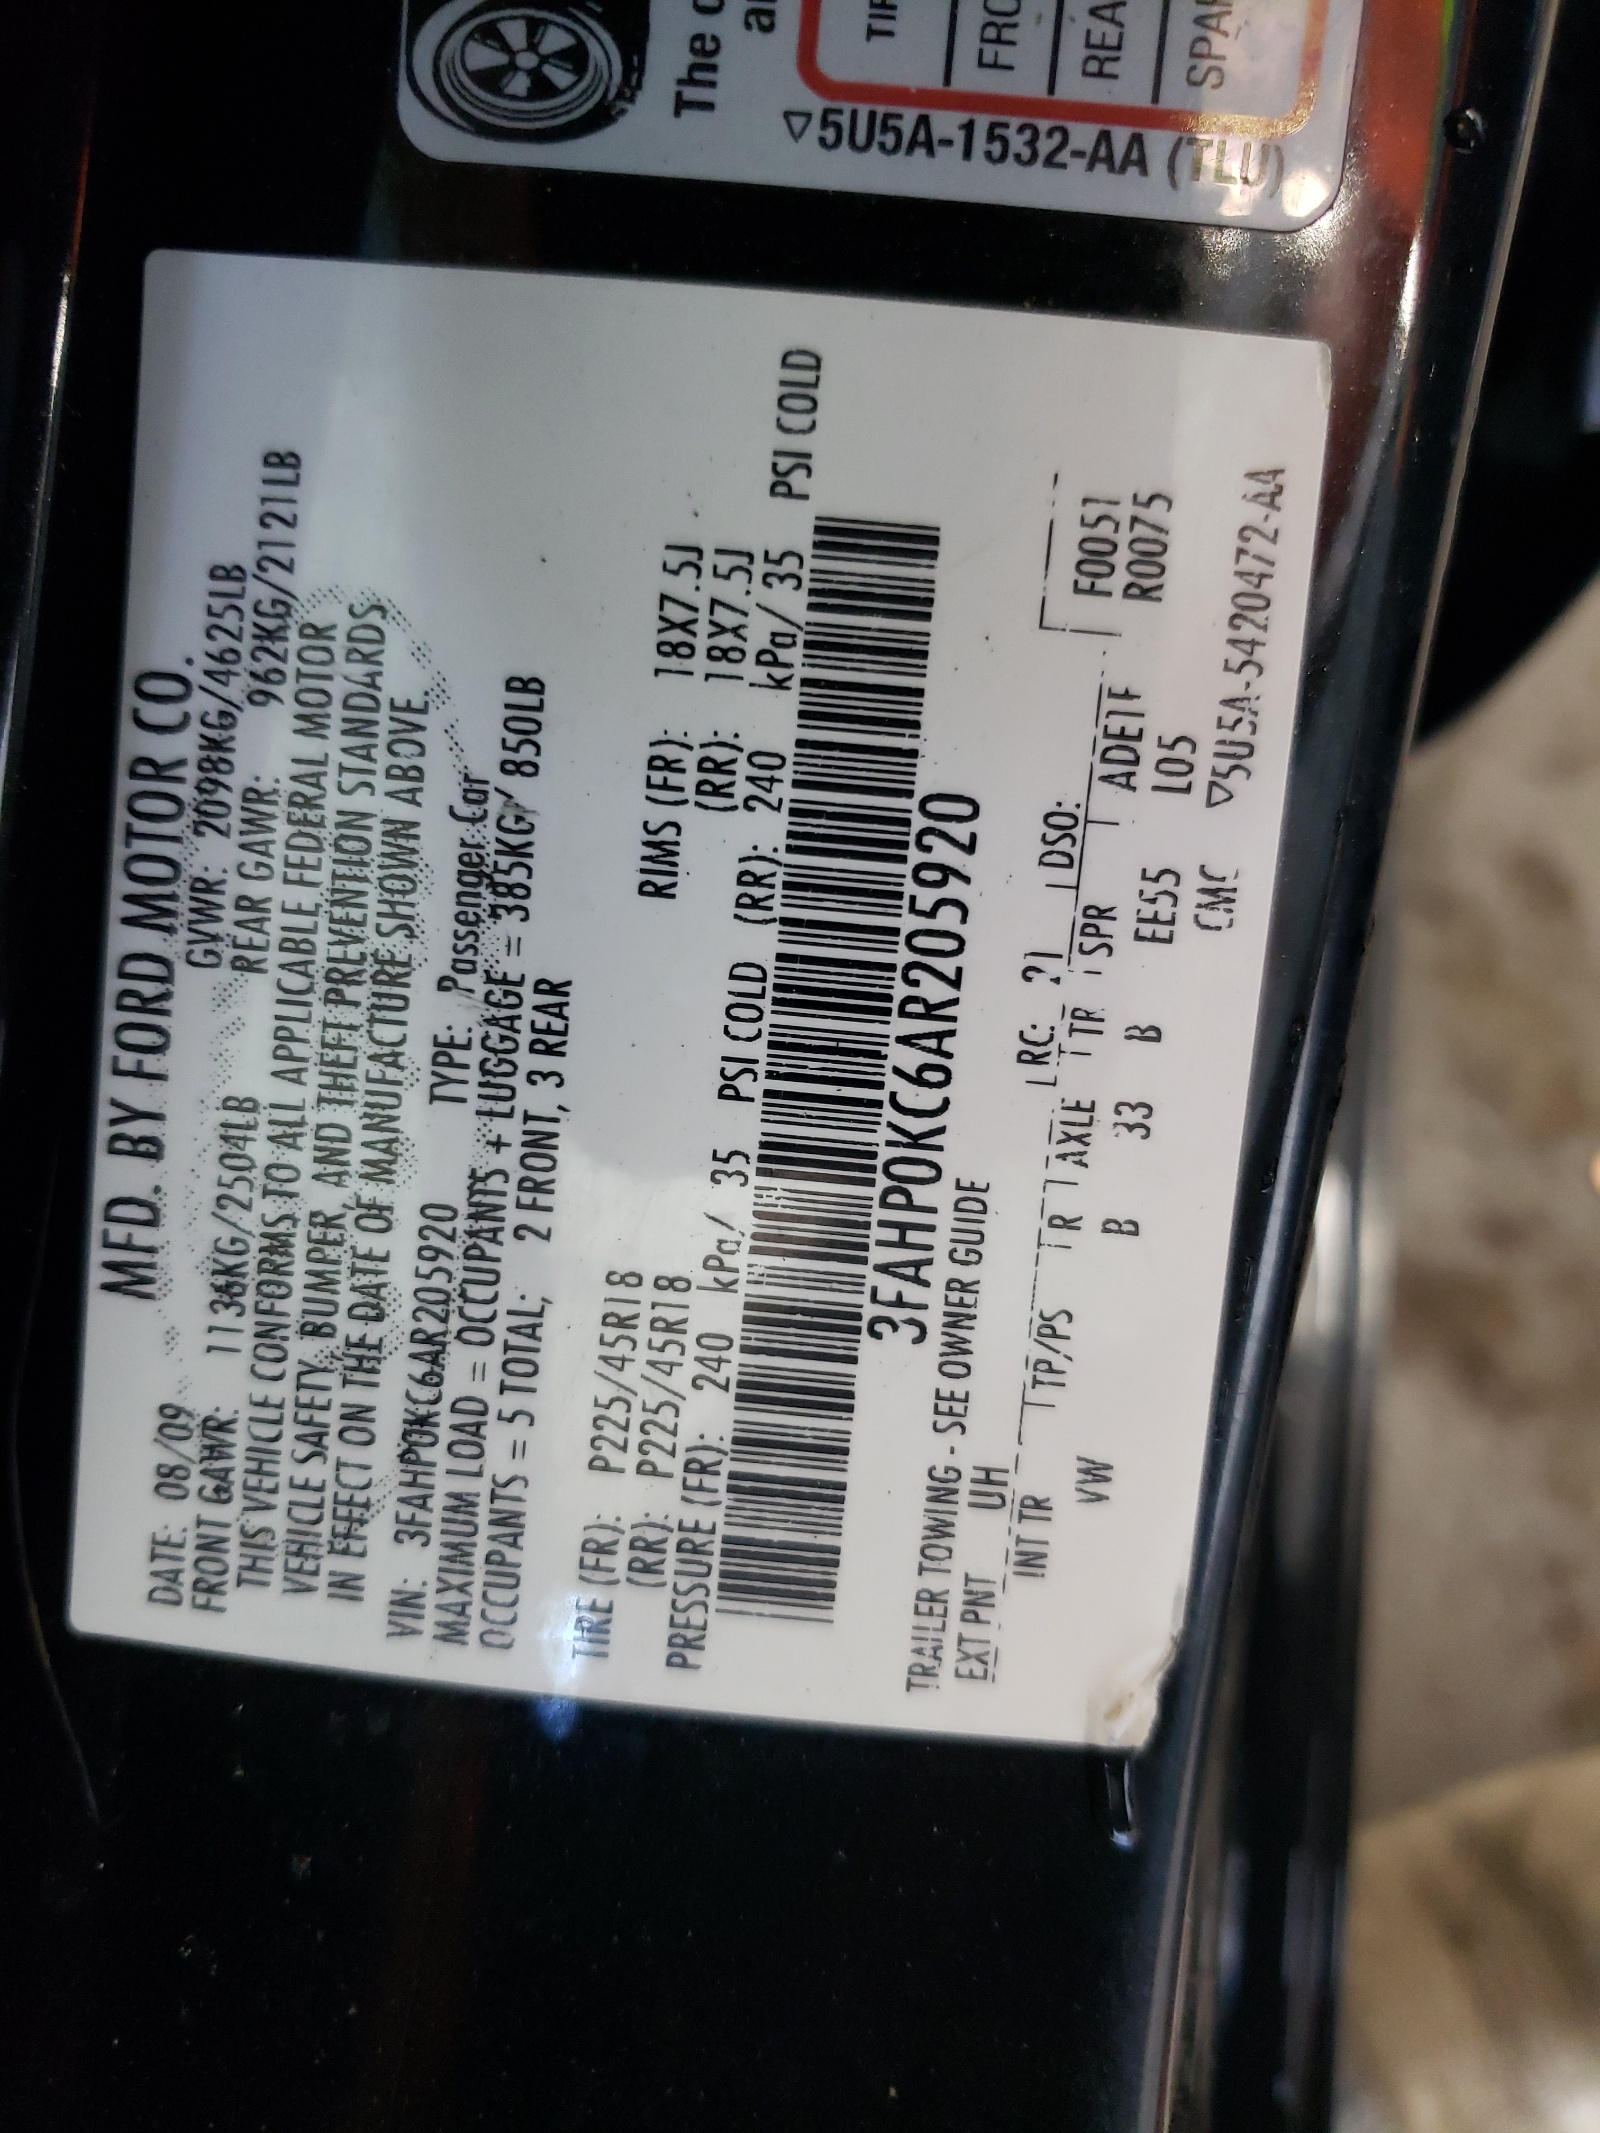 MFD. BY FORD MOTOR CO.
DATE: 08/09 GVWR: 2098KG/4625LB
FRONT GAWR: 1136KG/2504LB REAR GAWR: 962KG/2121LB
THIS VEHICLE CONFORMS TO ALL APPLICABLE FEDERAL MOTOR
VEHICLE SAFETY, BUMPER, AND THEFT PREVENTION STANDARDS
IN EFFECT ON THE DATE OF MANUFACTURE SHOWN ABOVE.
VIN: 3FAHP0KC6AR205920 TYPE: Passenger Car
MAXIMUM LOAD = OCCUPANTS + LUGGAGE = 385KG/ 850LB
OCCUPANTS = 5 TOTAL; 2 FRONT, 3 REAR
TIRE (FR): P225/45R18 RIMS (FR): 18X7.5J
(RR): P225/45R18 (RR): 18X7.5J
PRESSURE (FR): 240 kPa/ 35 PSI COLD (RR): 240 kPa/ 35 PSI COLD
3FAHP0KC6AR205920
TRAILER TOWING - SEE OWNER GUIDE
EXT PNT UH RC: 21 DSO: F0051
INT TR TP/PS R AXLE TR SPR ADE1F R0075
VW B 33 B EE55 L05
CMC ▽5U5A-5420472-AA
The
TIR
FRO
REA
SPAR
▽5U5A-1532-AA (TLU)